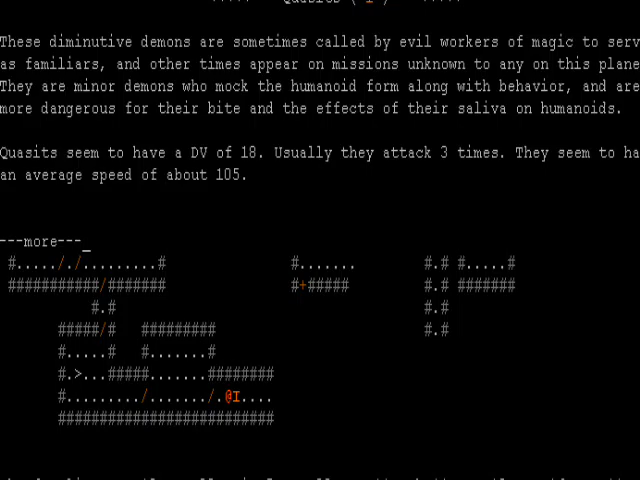 These diminutive demons are sometimes called by evil workers of magic to serv
as familiars, and other times appear on missions unknown to any on this plane
They are minor demons who mock the humanoid form along with behavior, and are
more dangerous for their bite and the effects of their saliva on humanoids.
Quasits seem to have a DV of 18. Usually they attack 3 times. They seem to ha
an average speed of about 105.
---more---_
#...../././.........#   #.......   #.# #.....#
###########/#######   #+#####   #.# #######
#.#   #.#
#####/#   #########   #.#
#.....#   #.......#
#.>...#####.......########
#........./......./.@I....
##########################